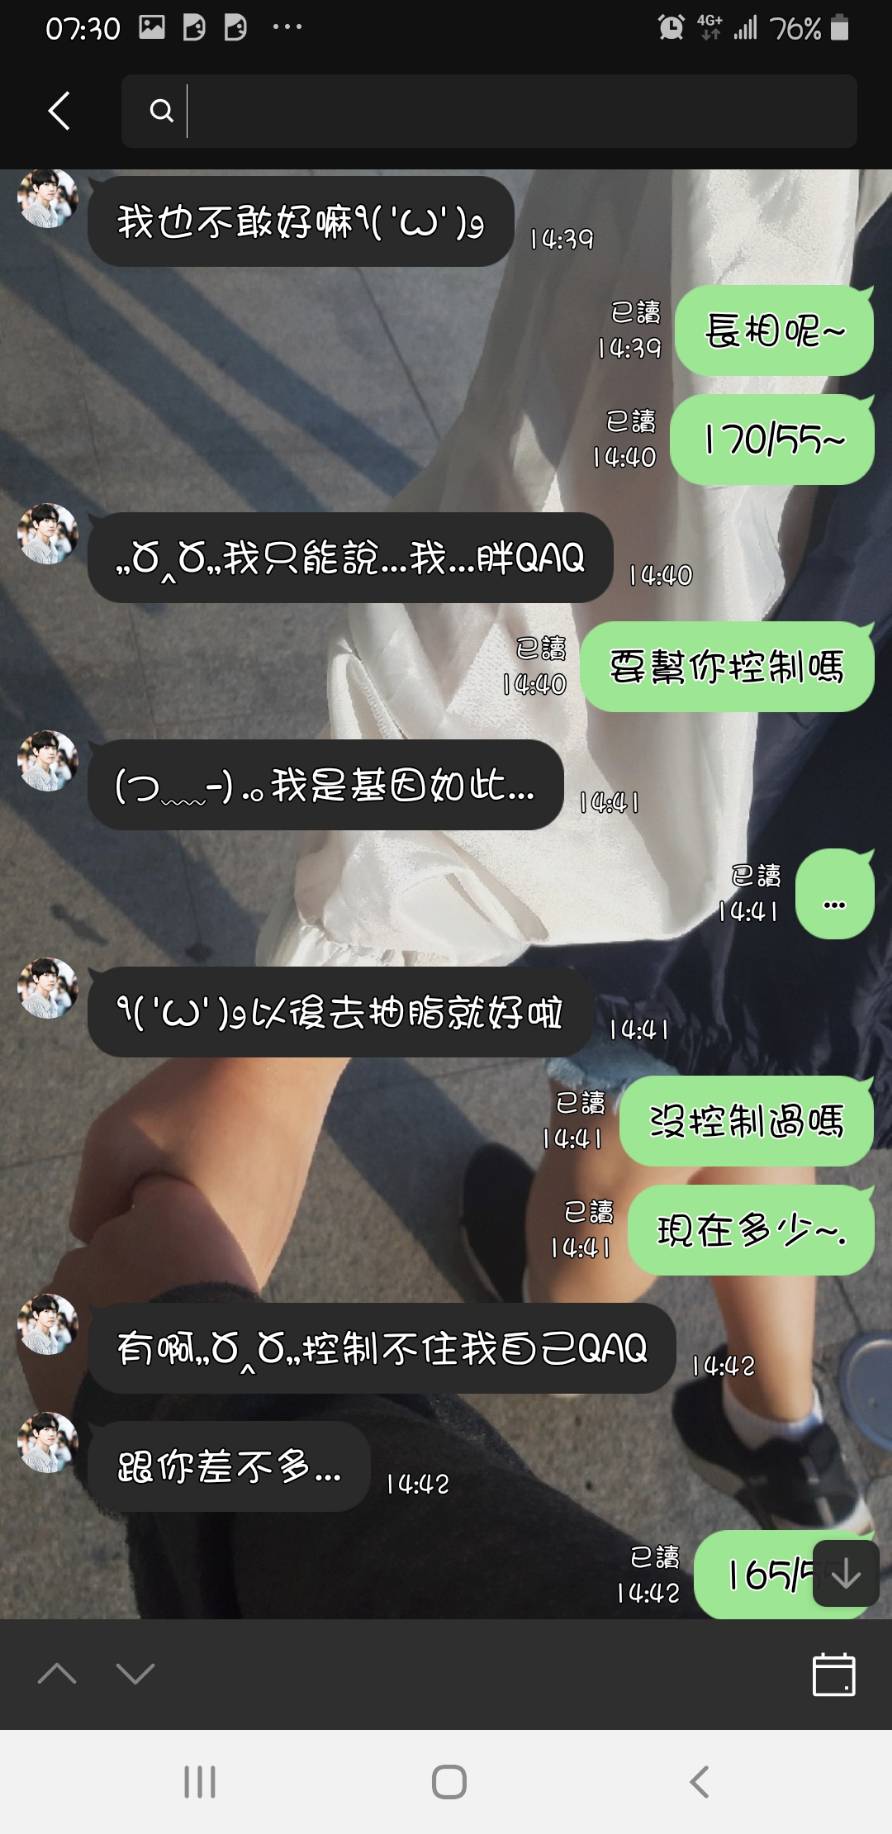 07:30 4G+ 76%
我也不敢好嘛٩('ω')و 14:39
已讀
14:39
長相呢~
已讀
14:40
170/55~
„Ծ‸Ծ„我只能說...我...胖QAQ 14:40
已讀
14:40
要幫你控制嗎
(つ﹏-).。我是基因如此... 14:41
已讀
14:41
...
٩('ω')و以後去抽脂就好啦 14:41
已讀
14:41
沒控制過嗎
已讀
14:41
現在多少~.
有啊„Ծ‸Ծ„控制不住我自己QAQ 14:42
跟你差不多... 14:42
已讀
14:42
165/5